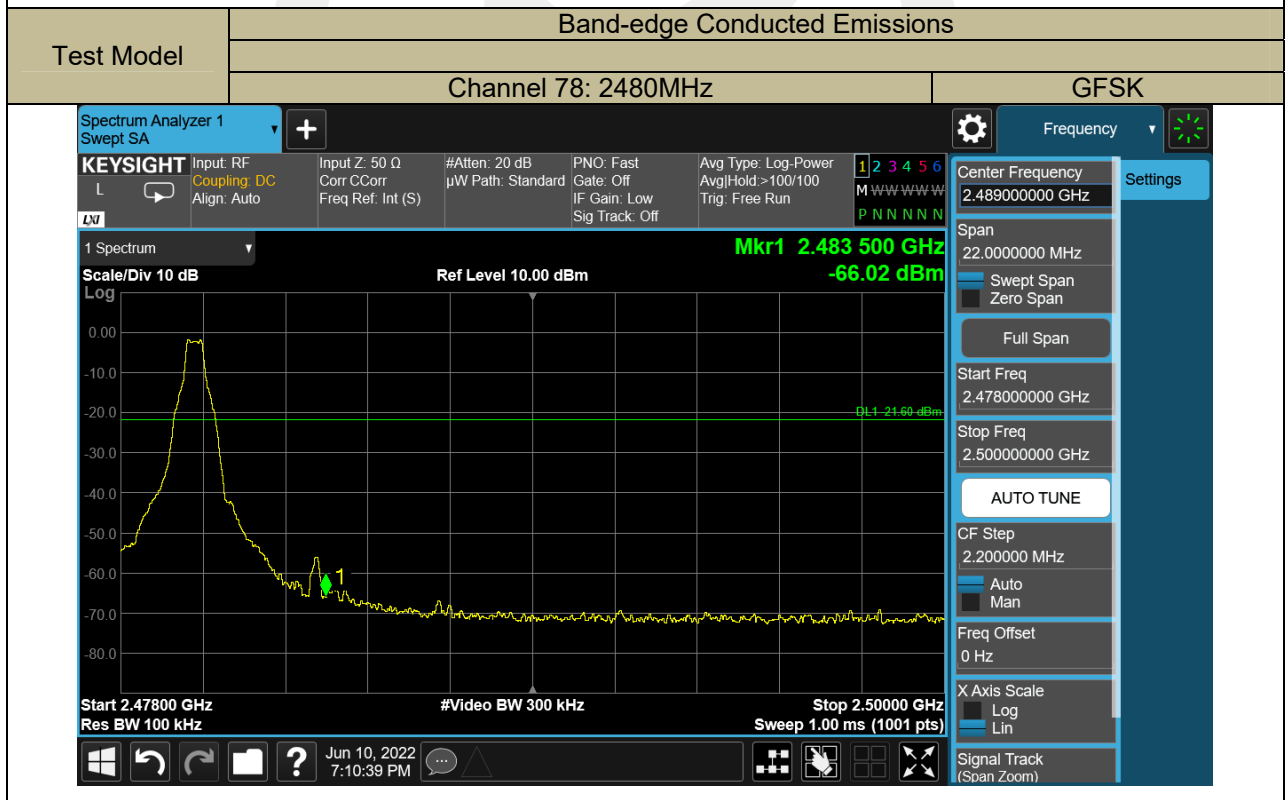 Band-edge Conducted Emissions
Test Model
Channel 78: 2480MHz
GFSK
Spectrum Analyzer 1
Swept SA
Frequency
KEYSIGHT
L
LXI
Input: RF
Coupling: DC
Align: Auto
Input Z: 50 Ω
Corr CCorr
Freq Ref: Int (S)
#Atten: 20 dB
µW Path: Standard
PNO: Fast
Gate: Off
IF Gain: Low
Sig Track: Off
Avg Type: Log-Power
Avg|Hold:>100/100
Trig: Free Run
1 2 3 4 5 6
M W W W W W
P N N N N N
Center Frequency
2.489000000 GHz
Settings
1 Spectrum
Mkr1 2.483 500 GHz
Scale/Div 10 dB
Ref Level 10.00 dBm
-66.02 dBm
Log
0.00
-10.0
-20.0
-30.0
-40.0
-50.0
-60.0
-70.0
-80.0
DL1 -21.60 dBm
1
Start 2.47800 GHz
#Video BW 300 kHz
Stop 2.50000 GHz
Res BW 100 kHz
Sweep 1.00 ms (1001 pts)
Span
22.0000000 MHz
Swept Span
Zero Span
Full Span
Start Freq
2.478000000 GHz
Stop Freq
2.500000000 GHz
AUTO TUNE
CF Step
2.200000 MHz
Auto
Man
Freq Offset
0 Hz
X Axis Scale
Log
Lin
Signal Track
(Span Zoom)
?
Jun 10, 2022
7:10:39 PM